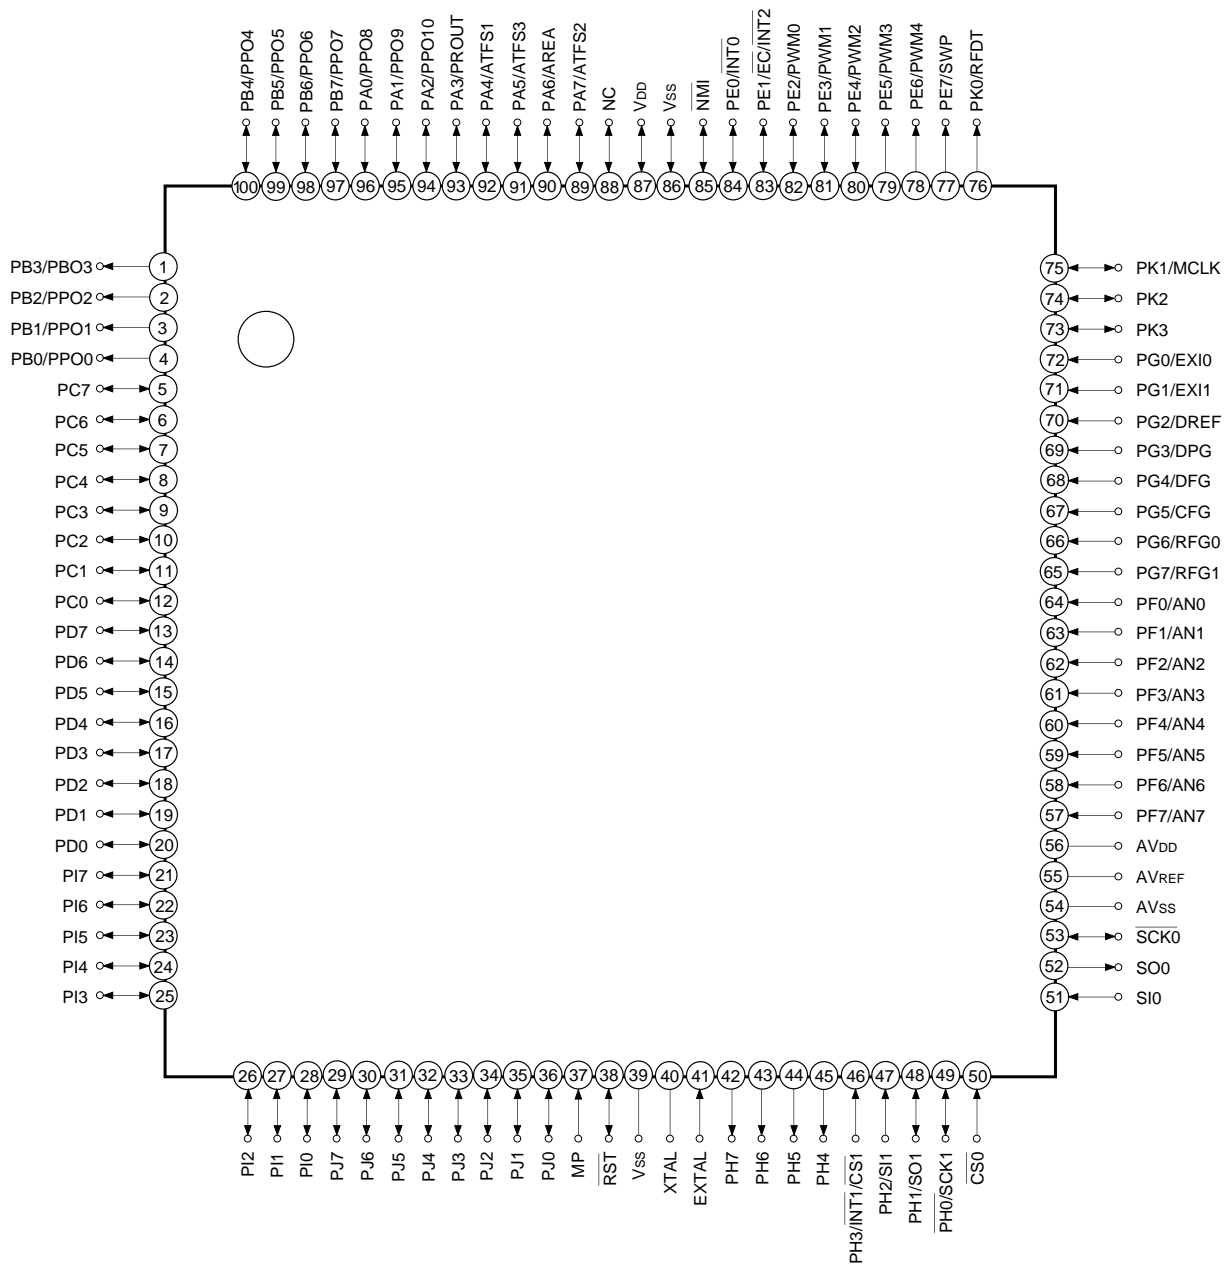 PB4/PPO4
PB5/PPO5
PB6/PPO6
PB7/PPO7
PA0/PPO8
PA1/PPO9
PA2/PPO10
PA3/PROUT
PA4/ATFS1
PA5/ATFS3
PA6/AREA
PA7/ATFS2
NC
VDD
VSS
NMI
PE0/INT0
PE1/EC/INT2
PE2/PWM0
PE3/PWM1
PE4/PWM2
PE5/PWM3
PE6/PWM4
PE7/SWP
PK0/RFDT
100 99 98 97 96 95 94 93 92 91 90 89 88 87 86 85 84 83 82 81 80 79 78 77 76
PB3/PBO3 1
PB2/PPO2 2
PB1/PPO1 3
PB0/PPO0 4
PC7 5
PC6 6
PC5 7
PC4 8
PC3 9
PC2 10
PC1 11
PC0 12
PD7 13
PD6 14
PD5 15
PD4 16
PD3 17
PD2 18
PD1 19
PD0 20
PI7 21
PI6 22
PI5 23
PI4 24
PI3 25
75 PK1/MCLK
74 PK2
73 PK3
72 PG0/EXI0
71 PG1/EXI1
70 PG2/DREF
69 PG3/DPG
68 PG4/DFG
67 PG5/CFG
66 PG6/RFG0
65 PG7/RFG1
64 PF0/AN0
63 PF1/AN1
62 PF2/AN2
61 PF3/AN3
60 PF4/AN4
59 PF5/AN5
58 PF6/AN6
57 PF7/AN7
56 AVDD
55 AVREF
54 AVSS
53 SCK0
52 SO0
51 SI0
26 27 28 29 30 31 32 33 34 35 36 37 38 39 40 41 42 43 44 45 46 47 48 49 50
PI2
PI1
PI0
PJ7
PJ6
PJ5
PJ4
PJ3
PJ2
PJ1
PJ0
MP
RST
VSS
XTAL
EXTAL
PH7
PH6
PH5
PH4
PH3/INT1/CS1
PH2/SI1
PH1/SO1
PH0/SCK1
CS0